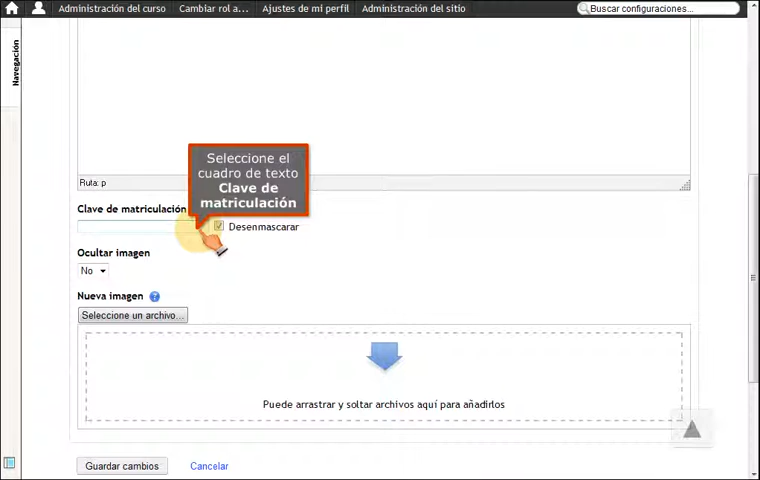 Administración del curso Cambiar rol a... Ajustes de mi perfil Administración del sitio Buscar configuraciones...
Navegación
Seleccione el
cuadro de texto
Clave de
matriculación
Ruta: p
Clave de matriculación
Desenmascarar
Ocultar imagen
No
Nueva imagen
Seleccione un archivo...
Puede arrastrar y soltar archivos aquí para añadirlos
Guardar cambios Cancelar